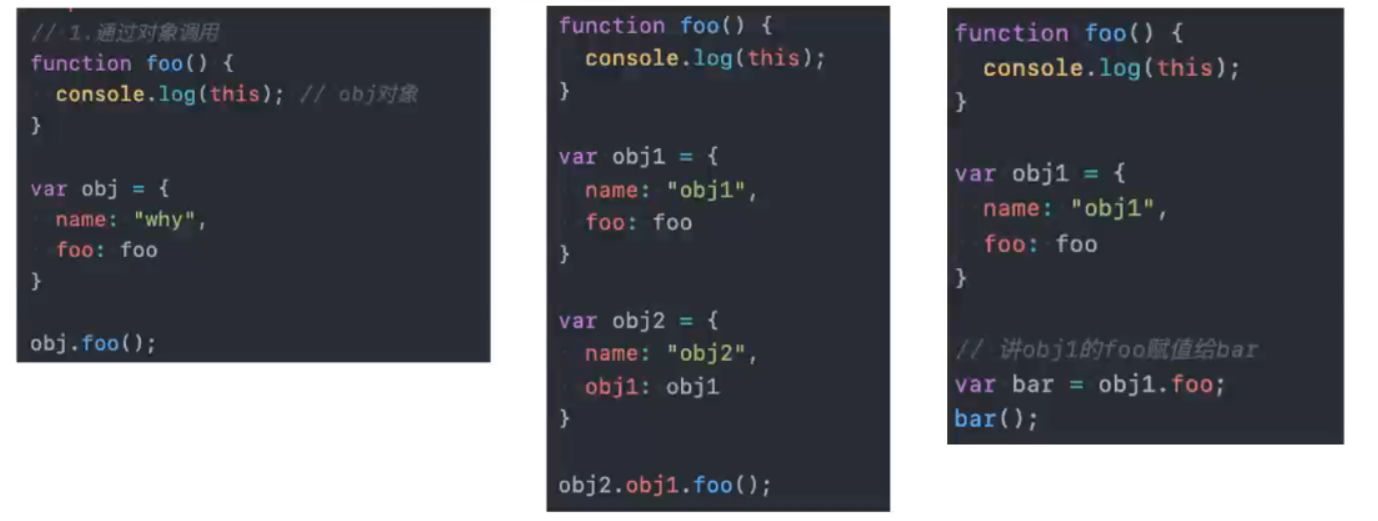 // 1.通过对象调用
function foo() {
  console.log(this); // obj对象
}

var obj = {
  name: "why",
  foo: foo
}

obj.foo();

function foo() {
  console.log(this);
}

var obj1 = {
  name: "obj1",
  foo: foo
}

var obj2 = {
  name: "obj2",
  obj1: obj1
}

obj2.obj1.foo();

function foo() {
  console.log(this);
}

var obj1 = {
  name: "obj1",
  foo: foo
}

// 讲obj1的foo赋值给bar
var bar = obj1.foo;
bar();